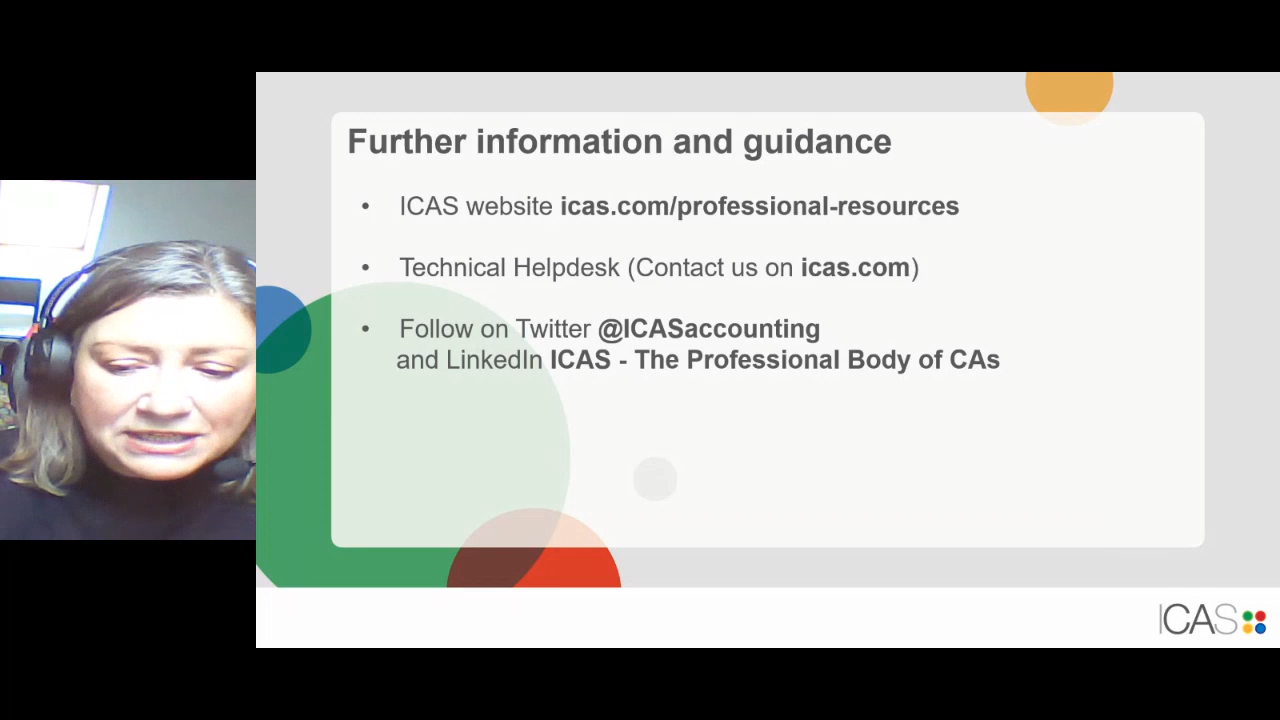 Further information and guidance
• ICAS website icas.com/professional-resources
• Technical Helpdesk (Contact us on icas.com)
• Follow on Twitter @ICASaccounting
and LinkedIn ICAS - The Professional Body of CAs
ICAS